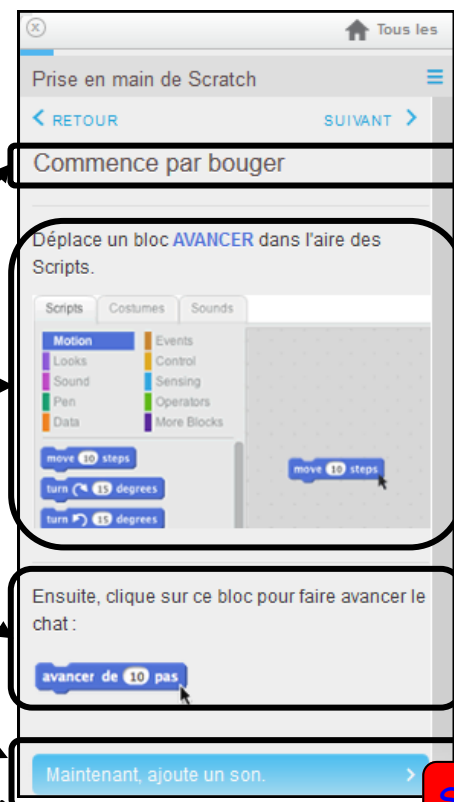 Tous les
Prise en main de Scratch
RETOUR
SUIVANT
Commence par bouger
Déplace un bloc AVANCER dans l'aire des
Scripts.
Scripts Costumes Sounds
Motion Events
Looks Control
Sound Sensing
Pen Operators
Data More Blocks
move 10 steps
move 10 steps
turn 15 degrees
turn 15 degrees
Ensuite, clique sur ce bloc pour faire avancer le
chat :
avancer de 10 pas
Maintenant, ajoute un son.